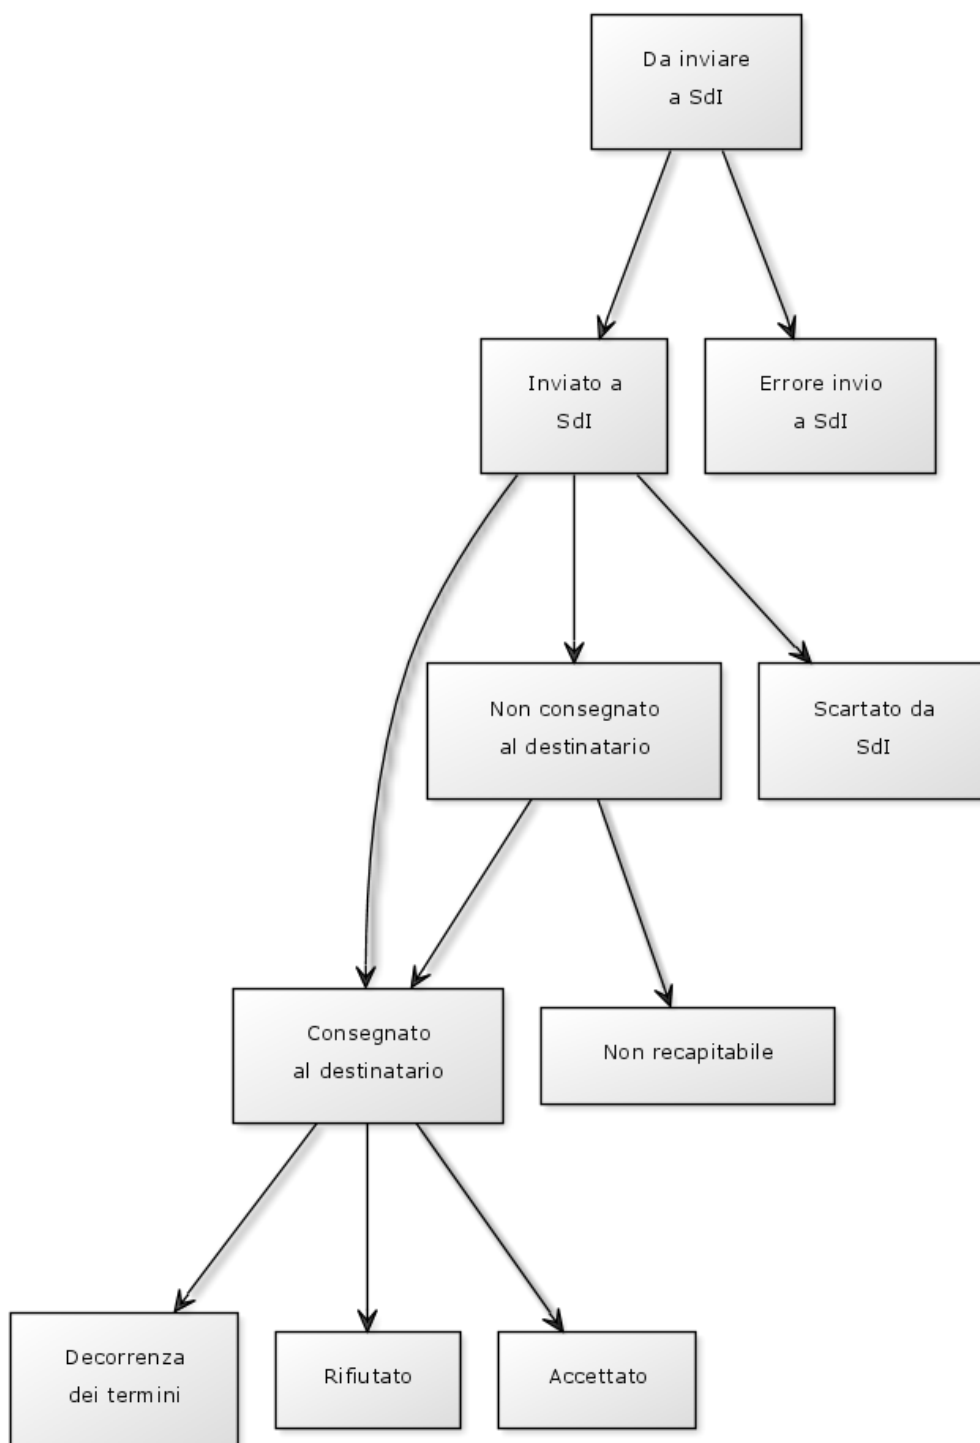 Da inviare
a SdI
Inviato a
SdI
Errore invio
a SdI
Non consegnato
al destinatario
Scartato da
SdI
Consegnato
al destinatario
Non recapitabile
Decorrenza
dei termini
Rifiutato
Accettato